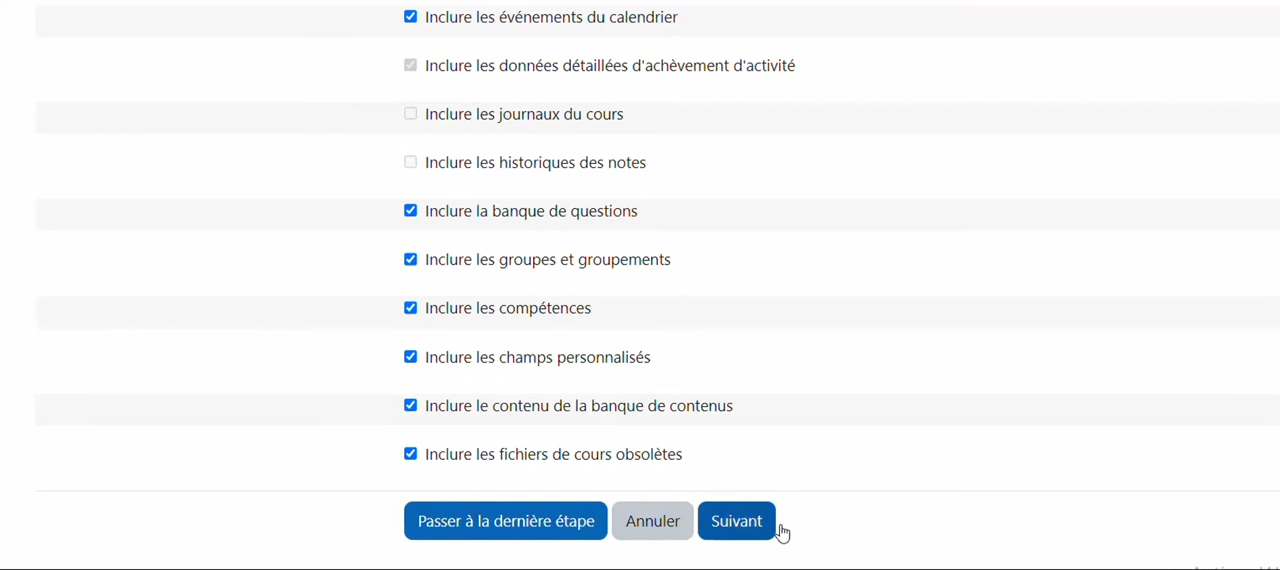 Inclure les événements du calendrier
Inclure les données détaillées d'achèvement d'activité
Inclure les journaux du cours
Inclure les historiques des notes
Inclure la banque de questions
Inclure les groupes et groupements
Inclure les compétences
Inclure les champs personnalisés
Inclure le contenu de la banque de contenus
Inclure les fichiers de cours obsolètes
Passer à la dernière étape Annuler Suivant